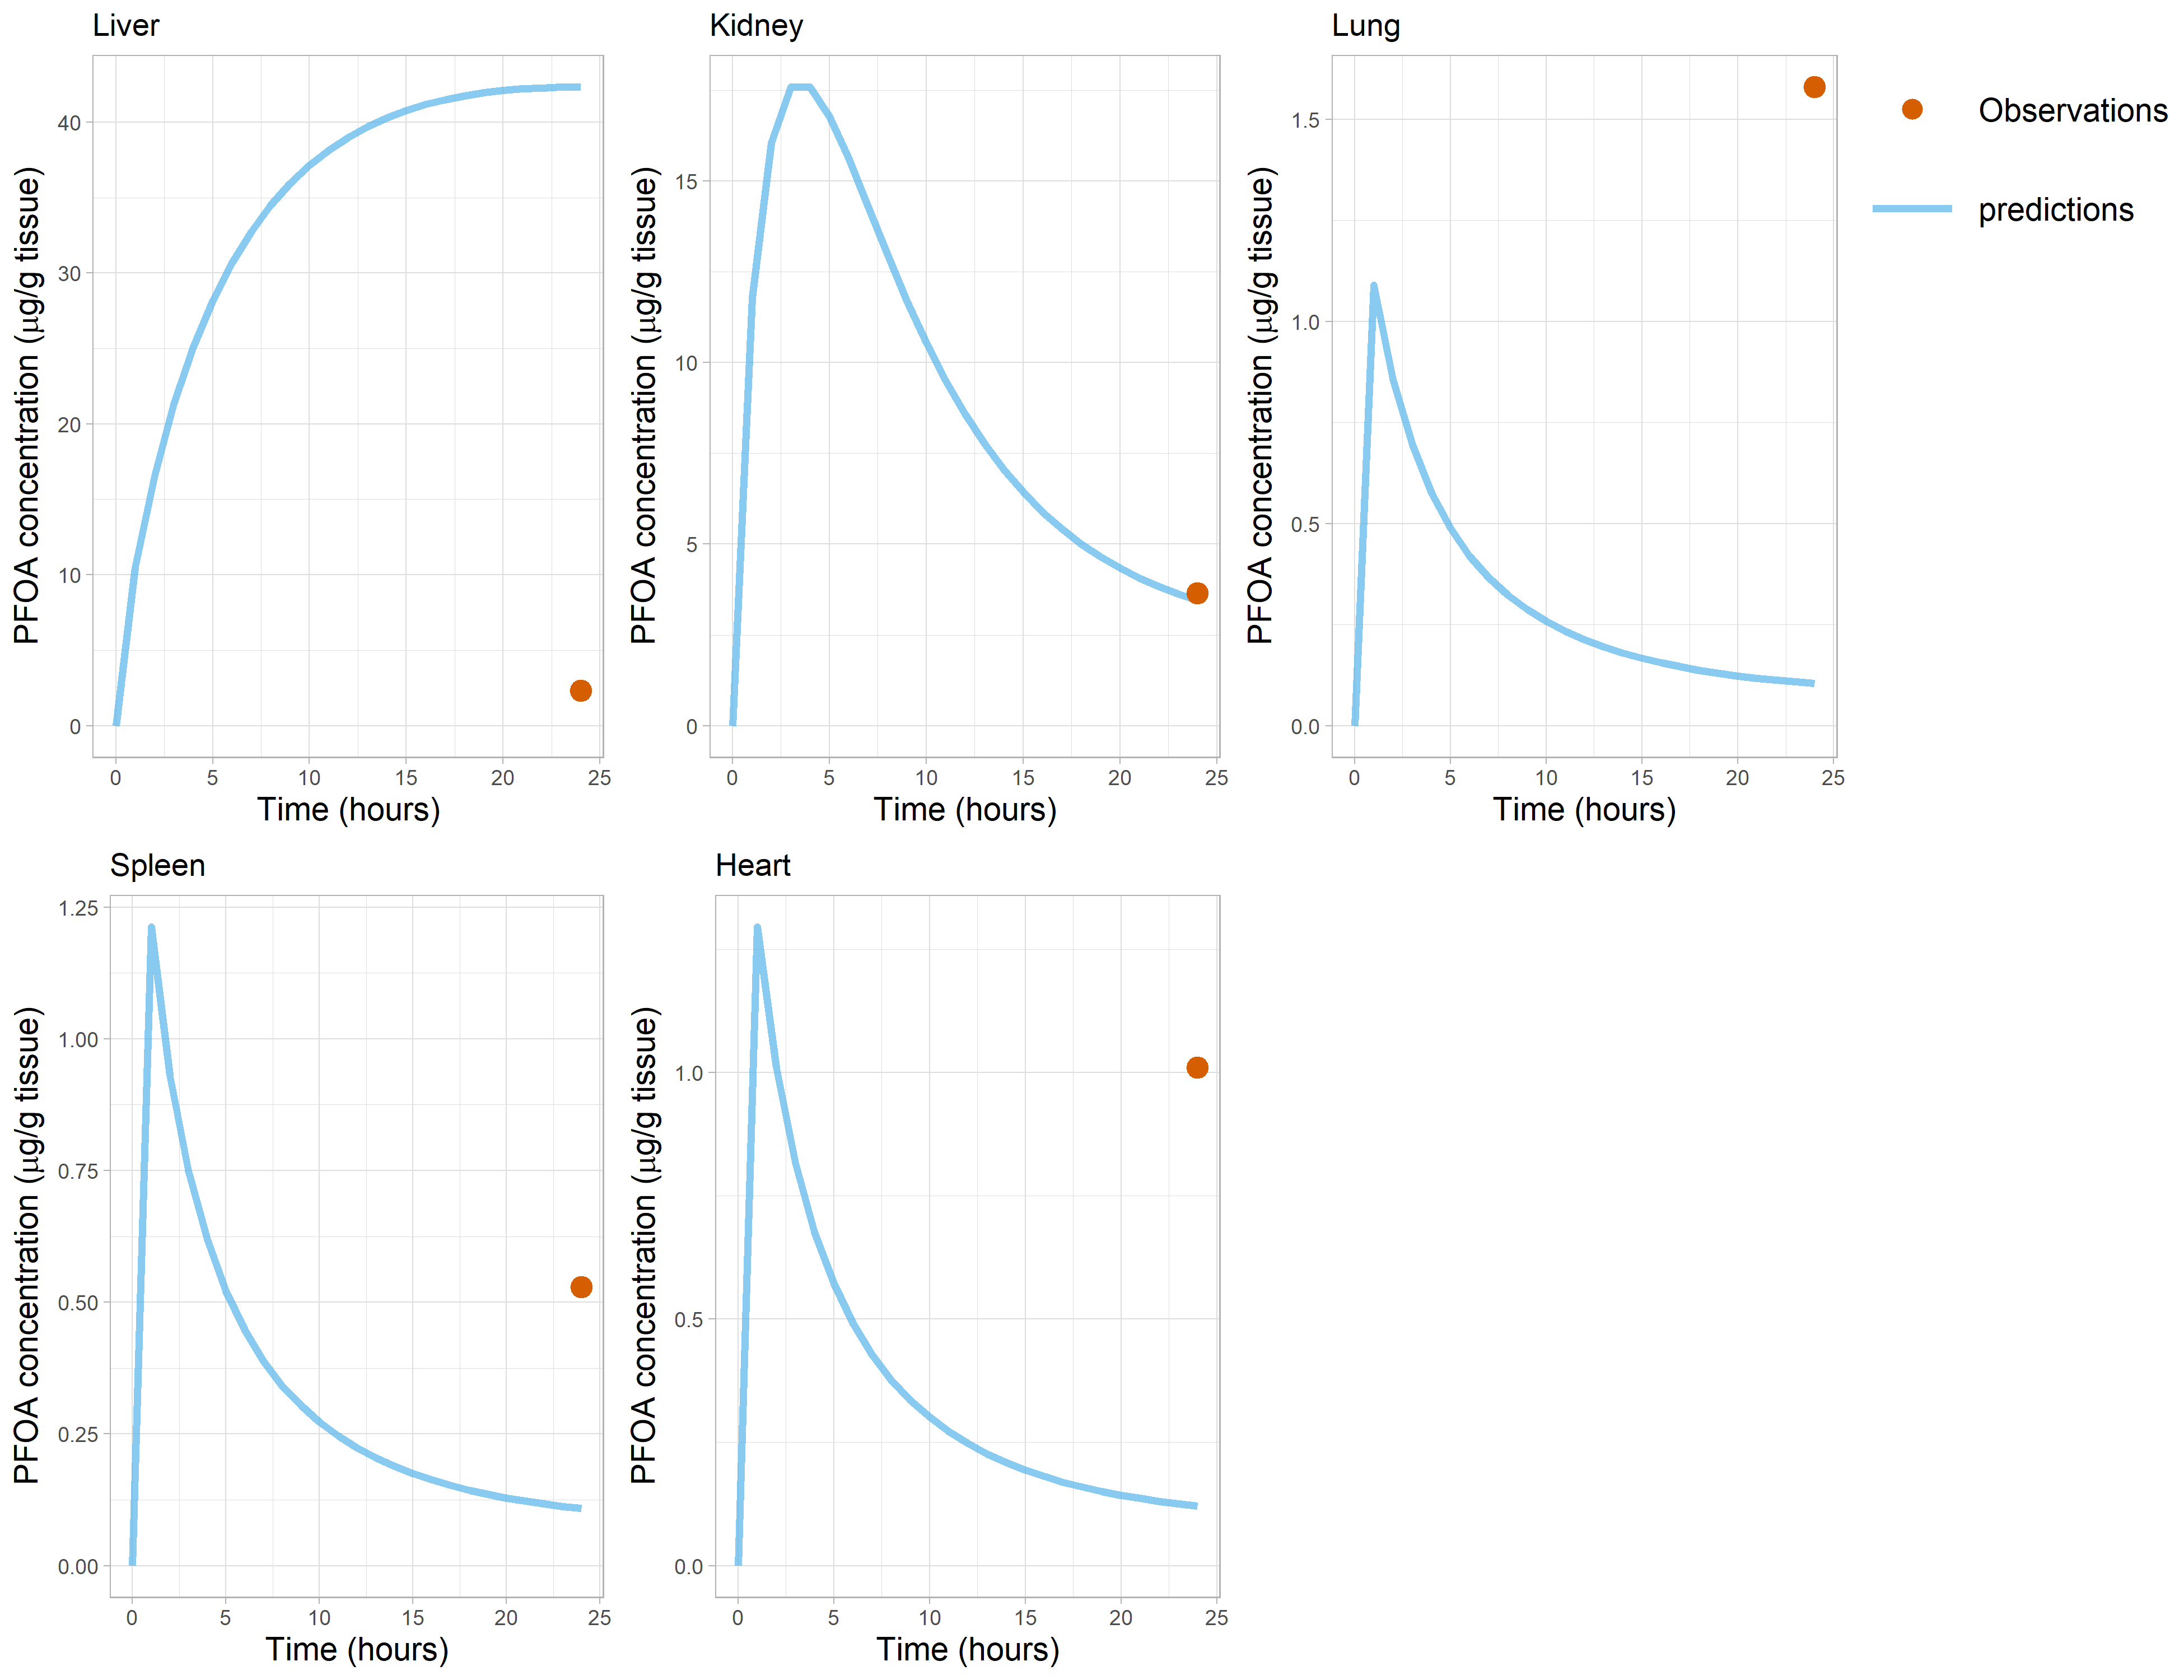 Liver
PFOA concentration (μg/g tissue)
40
30
20
10
0
0 5 10 15 20 25
Time (hours)
Kidney
PFOA concentration (μg/g tissue)
15
10
5
0
0 5 10 15 20 25
Time (hours)
Lung
PFOA concentration (μg/g tissue)
1.5
1.0
0.5
0.0
0 5 10 15 20 25
Time (hours)
Observations
predictions
Spleen
PFOA concentration (μg/g tissue)
1.25
1.00
0.75
0.50
0.25
0.00
0 5 10 15 20 25
Time (hours)
Heart
PFOA concentration (μg/g tissue)
1.0
0.5
0.0
0 5 10 15 20 25
Time (hours)